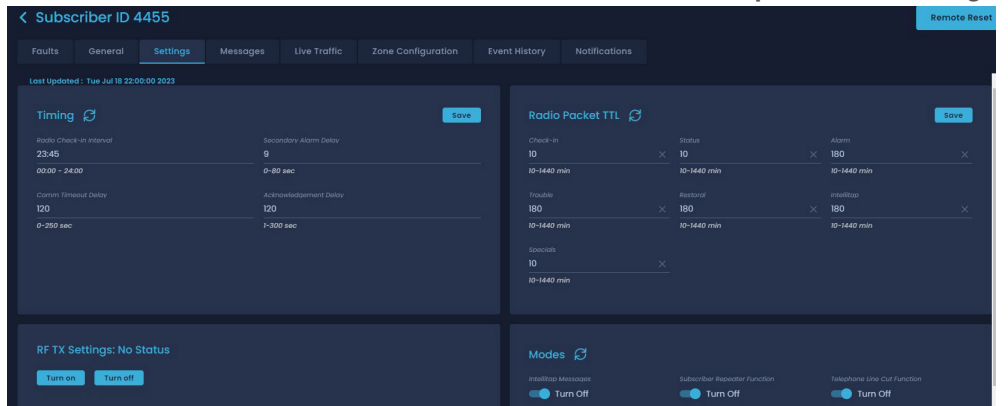 Subscriber ID 4455
Remote Reset
Faults General Settings Messages Live Traffic Zone Configuration Event History Notifications
Last Updated : Tue Jul 18 22:00:00 2023
Timing
Save
Radio Check-in Interval Secondary Alarm Delay
23:45 9
00:00 - 24:00 0-80 sec
Comm Timeout Delay Acknowledgement Delay
120 120
0-250 sec 1-300 sec
Radio Packet TTL
Save
Check-in Status Alarm
10 10 180
10-1440 min 10-1440 min 10-1440 min
Trouble Restoral Intellitap
180 180 180
10-1440 min 10-1440 min 10-1440 min
Specials
10
10-1440 min
RF TX Settings: No Status
Turn on Turn off
Modes
Intellitap Messages Subscriber Repeater Function Telephone Line Cut Function
Turn Off Turn Off Turn Off